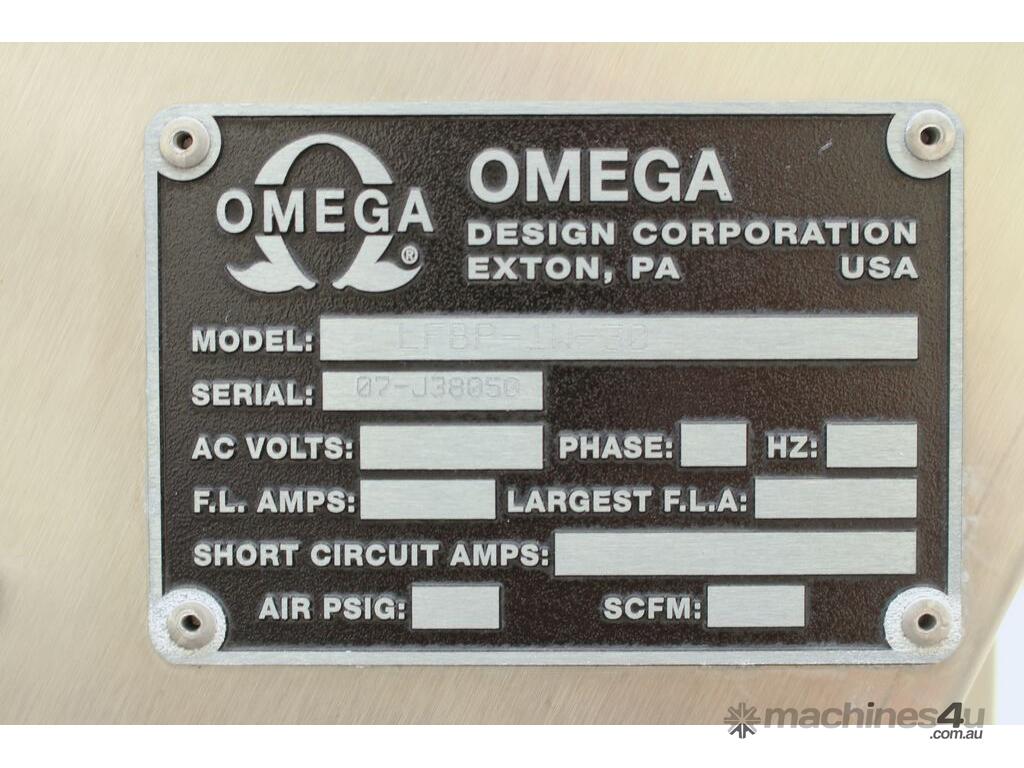 OMEGA ®
OMEGA
DESIGN CORPORATION
EXTON, PA USA
MODEL: LFBP-1W-30
SERIAL: 07-J38050
AC VOLTS: PHASE: HZ:
F.L. AMPS: LARGEST F.L.A:
SHORT CIRCUIT AMPS:
AIR PSIG: SCFM:
machines4u
.com.au